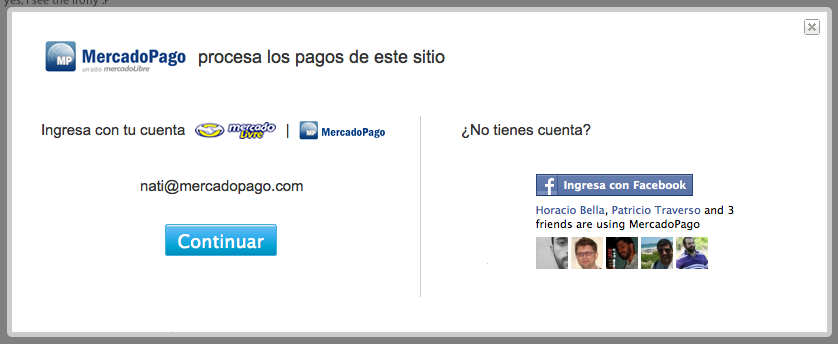 yes, I see the irony :P
MP MercadoPago procesa los pagos de este sitio
un sitio mercadoLibre
Ingresa con tu cuenta mercado LIVRE | MP MercadoPago
¿No tienes cuenta?
nati@mercadopago.com
Continuar
f Ingresa con Facebook
Horacio Bella, Patricio Traverso and 3
friends are using MercadoPago